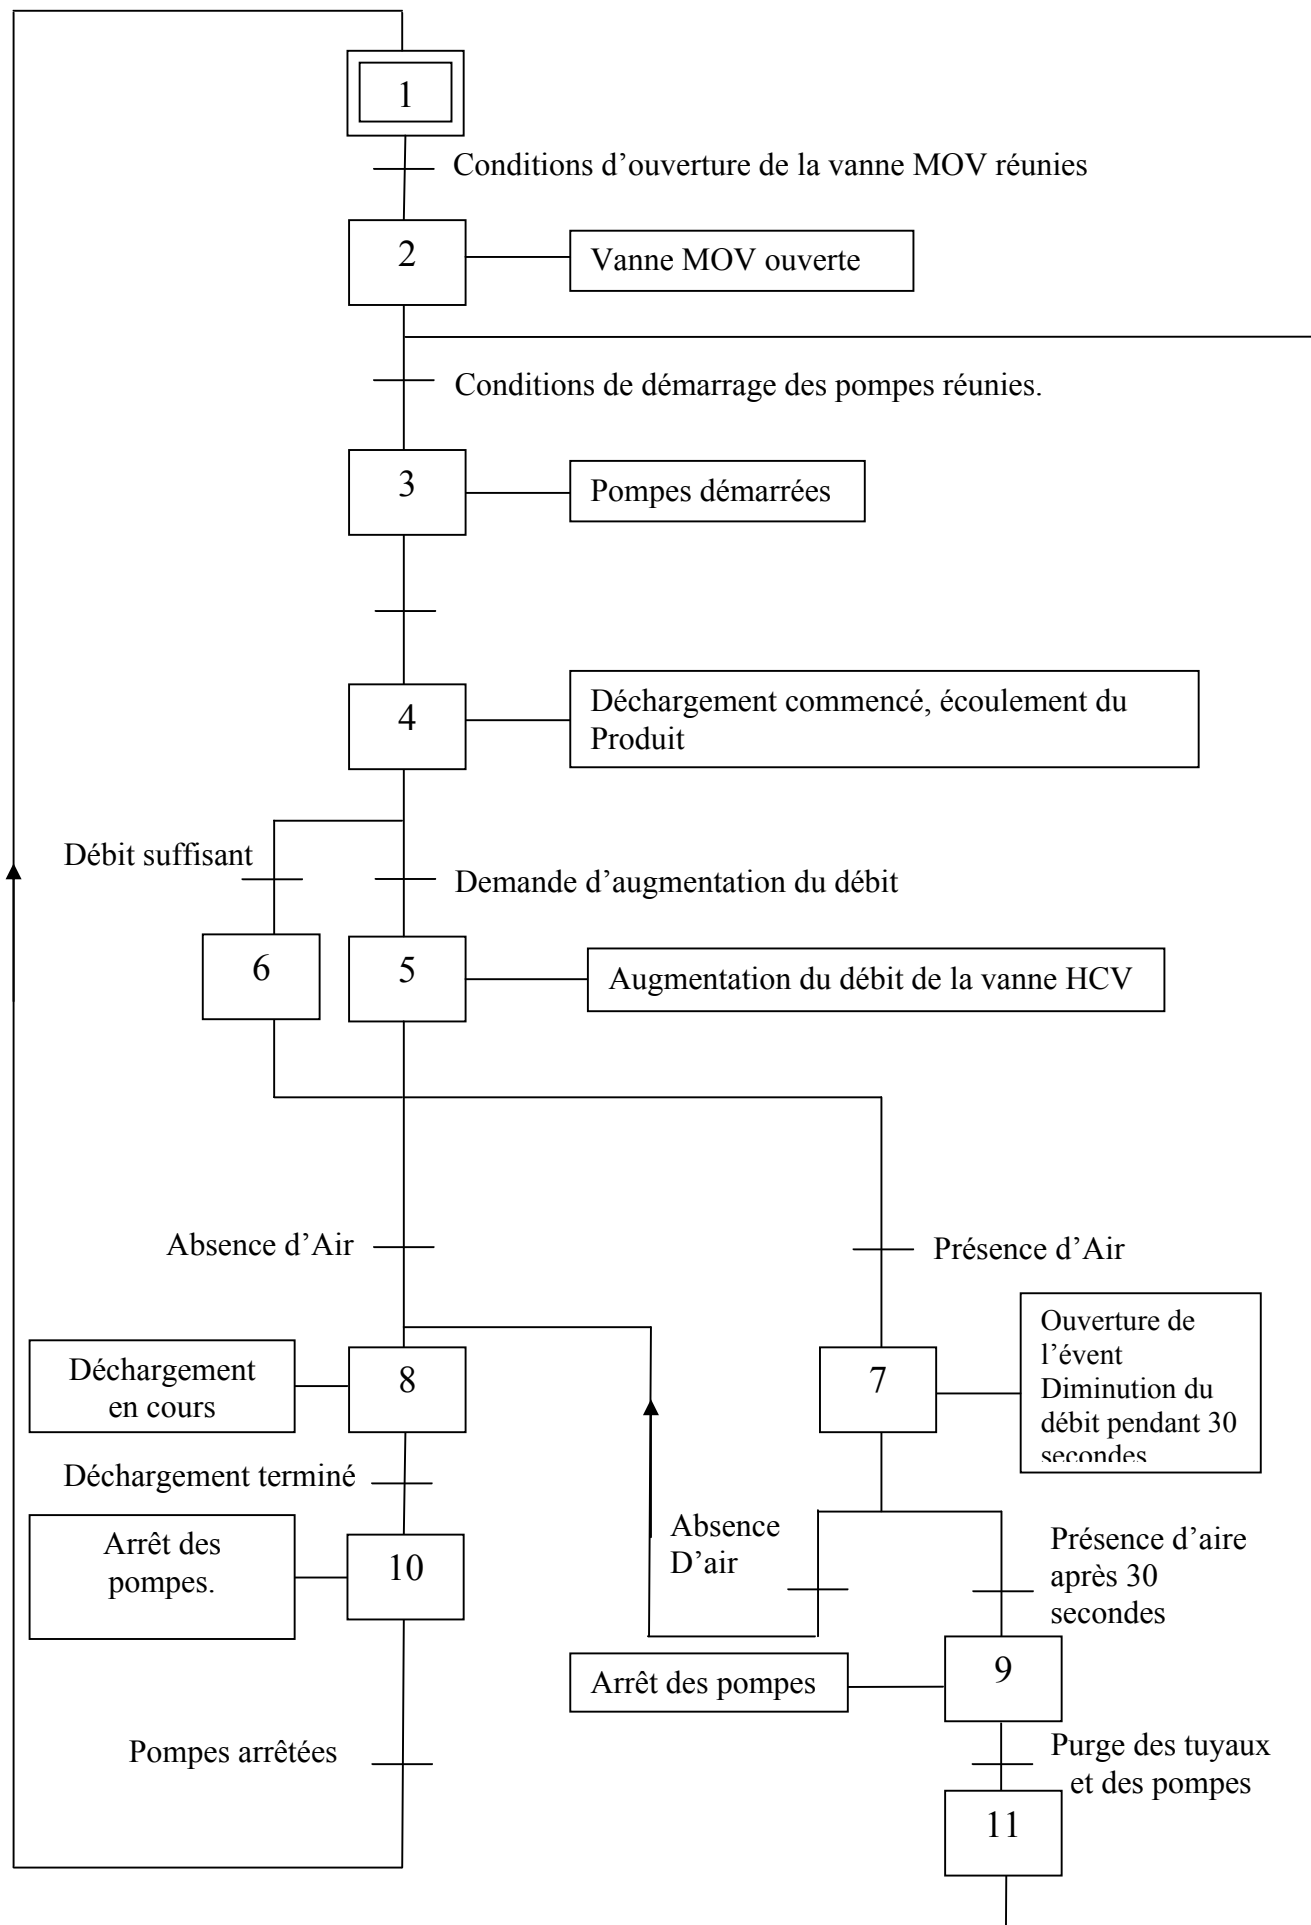 1
Conditions d’ouverture de la vanne MOV réunies
2
Vanne MOV ouverte
Conditions de démarrage des pompes réunies.
3
Pompes démarrées
4
Déchargement commencé, écoulement du
Produit
Débit suffisant
Demande d’augmentation du débit
6
5
Augmentation du débit de la vanne HCV
Absence d’Air
Présence d’Air
Déchargement
en cours
8
7
Ouverture de
l’évent
Diminution du
débit pendant 30
secondes
Déchargement terminé
Arrêt des
pompes.
10
Absence
D’air
Présence d’aire
après 30
secondes
Arrêt des pompes
9
Pompes arrêtées
Purge des tuyaux
et des pompes
11